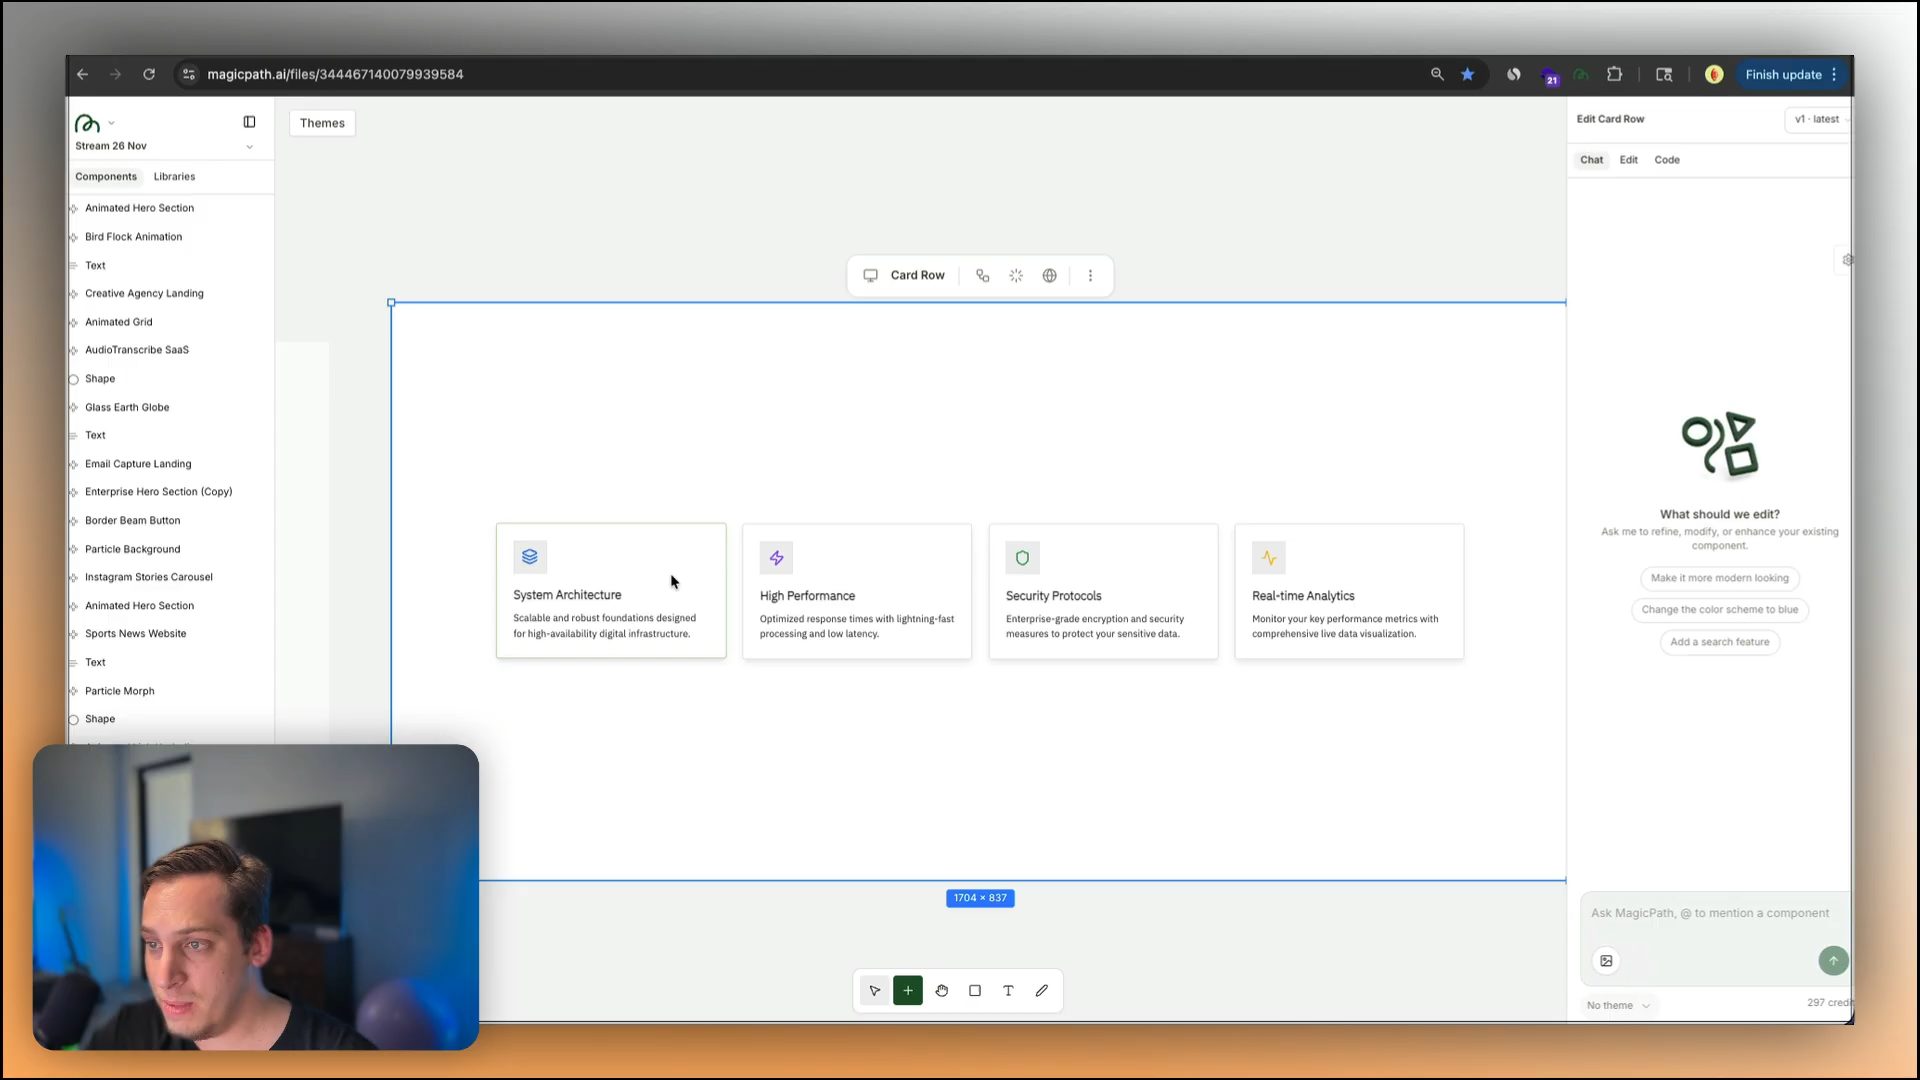 magicpath.ai/files/344467140079939584
21
Finish update
Stream 26 Nov
Components
Libraries
Animated Hero Section
Bird Flock Animation
Text
Creative Agency Landing
Animated Grid
AudioTranscribe SaaS
Shape
Glass Earth Globe
Text
Email Capture Landing
Enterprise Hero Section (Copy)
Border Beam Button
Particle Background
Instagram Stories Carousel
Animated Hero Section
Sports News Website
Text
Particle Morph
Shape
Themes
Card Row
System Architecture
Scalable and robust foundations designed
for high-availability digital infrastructure.
High Performance
Optimized response times with lightning-fast
processing and low latency.
Security Protocols
Enterprise-grade encryption and security
measures to protect your sensitive data.
Real-time Analytics
Monitor your key performance metrics with
comprehensive live data visualization.
1704 × 837
Edit Card Row
v1 · latest
Chat
Edit
Code
What should we edit?
Ask me to refine, modify, or enhance your existing
component.
Make it more modern looking
Change the color scheme to blue
Add a search feature
Ask MagicPath, @ to mention a component
No theme
297 credi